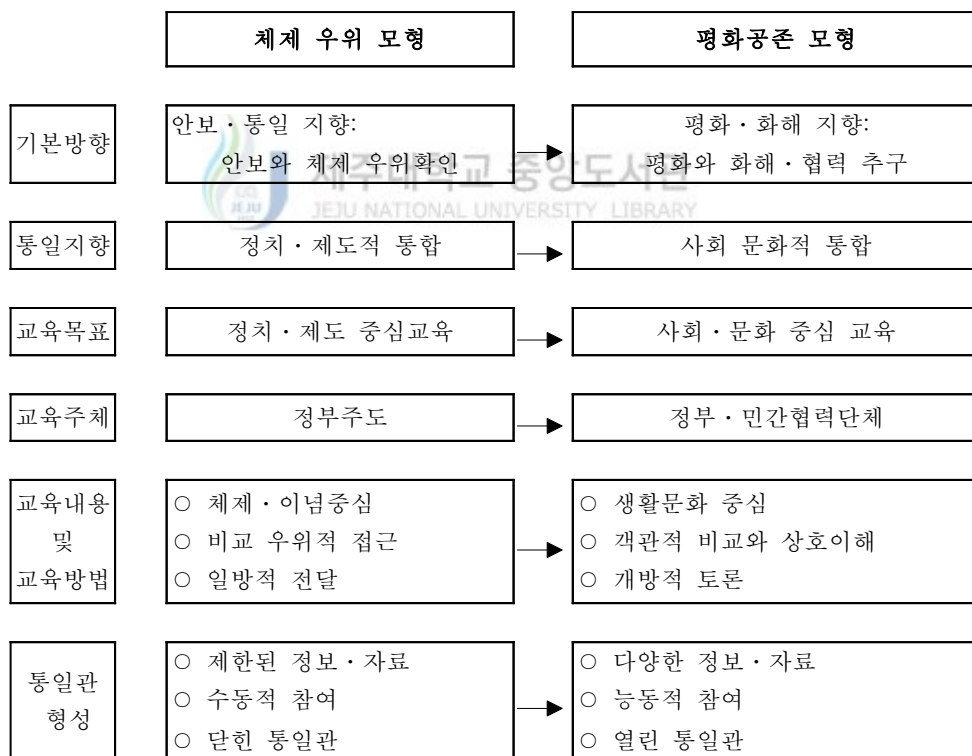 체제 우위 모형
평화공존 모형
기본방향
안보·통일 지향:
안보와 체제 우위확인
평화·화해 지향:
평화와 화해·협력 추구
제주대학교 중앙도서관
JEJU NATIONAL UNIVERSITY LIBRARY
JEJU
통일지향
정치·제도적 통합
사회 문화적 통합
교육목표
정치·제도 중심교육
사회·문화 중심 교육
교육주체
정부주도
정부·민간협력단체
교육내용
및
교육방법
○ 체제·이념중심
○ 비교 우위적 접근
○ 일방적 전달
○ 생활문화 중심
○ 객관적 비교와 상호이해
○ 개방적 토론
통일관
형성
○ 제한된 정보·자료
○ 수동적 참여
○ 닫힌 통일관
○ 다양한 정보·자료
○ 능동적 참여
○ 열린 통일관